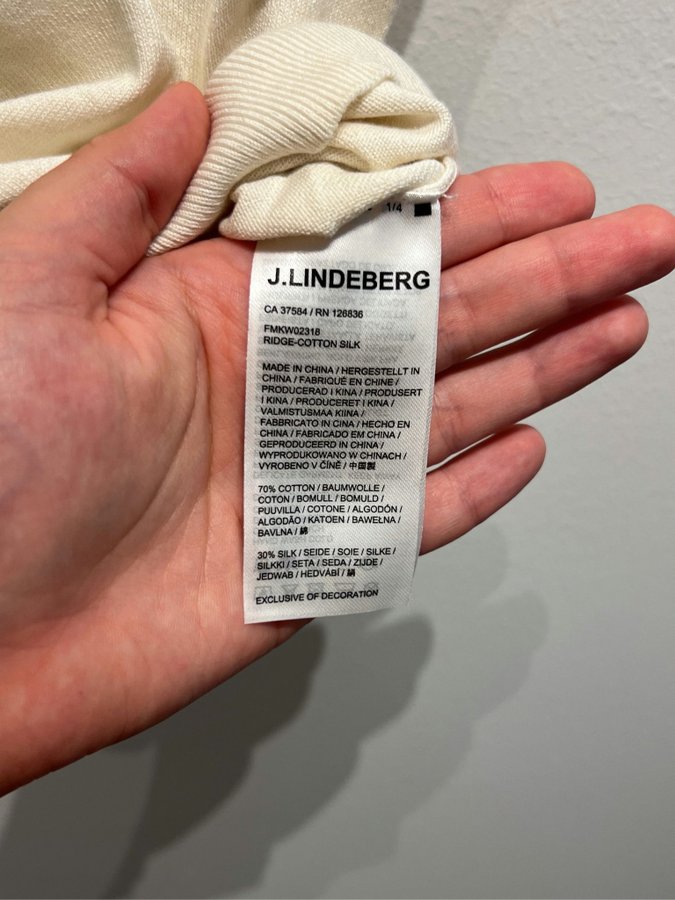 1/4
J.LINDEBERG
CA 37584 / RN 126836
FMKW02318
RIDGE-COTTON SILK
MADE IN CHINA / HERGESTELLT IN
CHINA / FABRIQUÉ EN CHINE /
PRODUCERAD I KINA / PRODUSERT
I KINA / PRODUCERET I KINA /
VALMISTUSMAA KIINA /
FABBRICATO IN CINA / HECHO EN
CHINA / FABRICADO EM CHINA /
GEPRODUCEERD IN CHINA /
WYPRODUKOWANO W CHINACH /
VYROBENO V ČÍNĚ / 中国製
70% COTTON / BAUMWOLLE /
COTON / BOMULL / BOMULD /
PUUVILLA / COTONE / ALGODÓN /
ALGODÃO / KATOEN / BAWEŁNA /
BAVLNA / 綿
30% SILK / SEIDE / SOIE / SILKE /
SILKKI / SETA / SEDA / ZIJDE /
JEDWAB / HEDVÁBÍ / 絹
EXCLUSIVE OF DECORATION